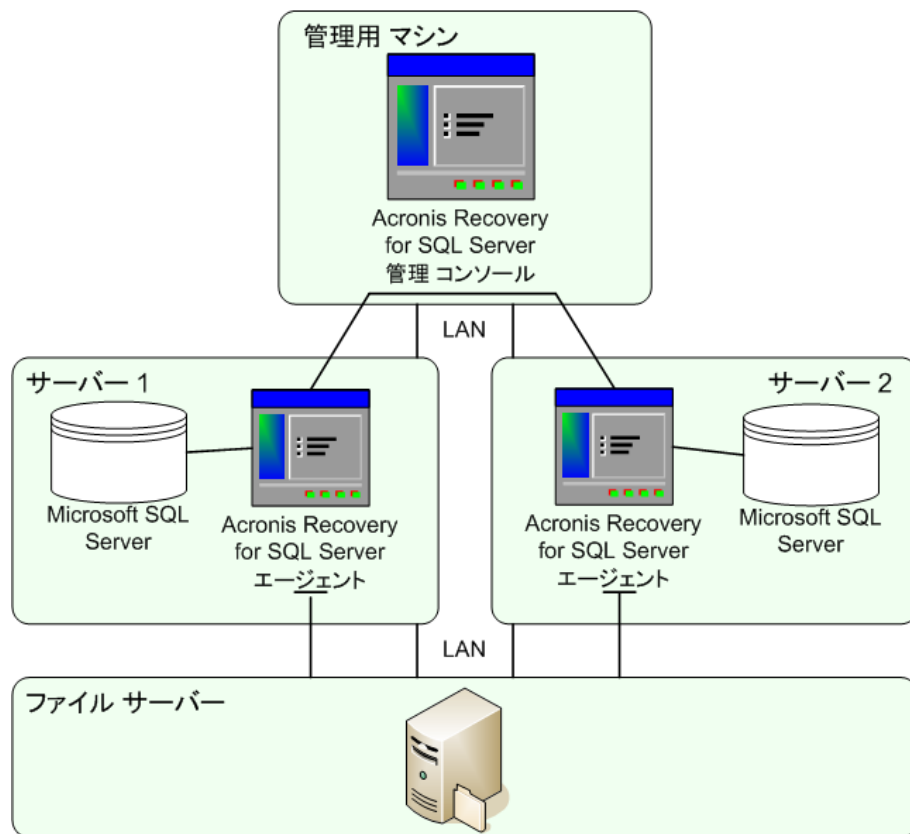 管理用 マシン
Acronis Recovery
for SQL Server
管理 コンソール
LAN
サーバー 1
Microsoft SQL
Server
Acronis Recovery
for SQL Server
エージェント
サーバー 2
Acronis Recovery
for SQL Server
エージェント
Microsoft SQL
Server
LAN
ファイル サーバー